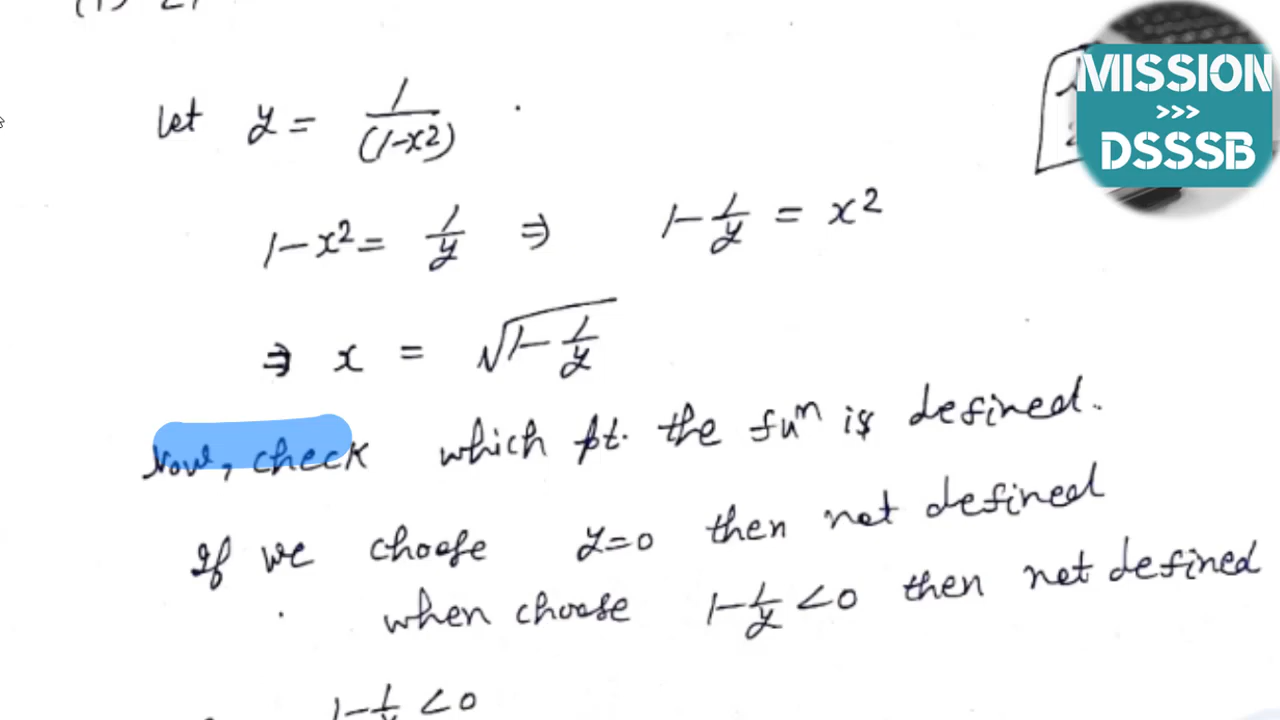 Let y = 1/(1-x²)
MISSION
>>>
DSSSB
1-x² = 1/y ⇒ 1-1/y = x²
⇒ x = √(1-1/y)
Now, check which pt. the fuⁿ is defined.
If we choose y=0 then not defined
when choose 1-1/y <0 then not defined
1-1/y <0